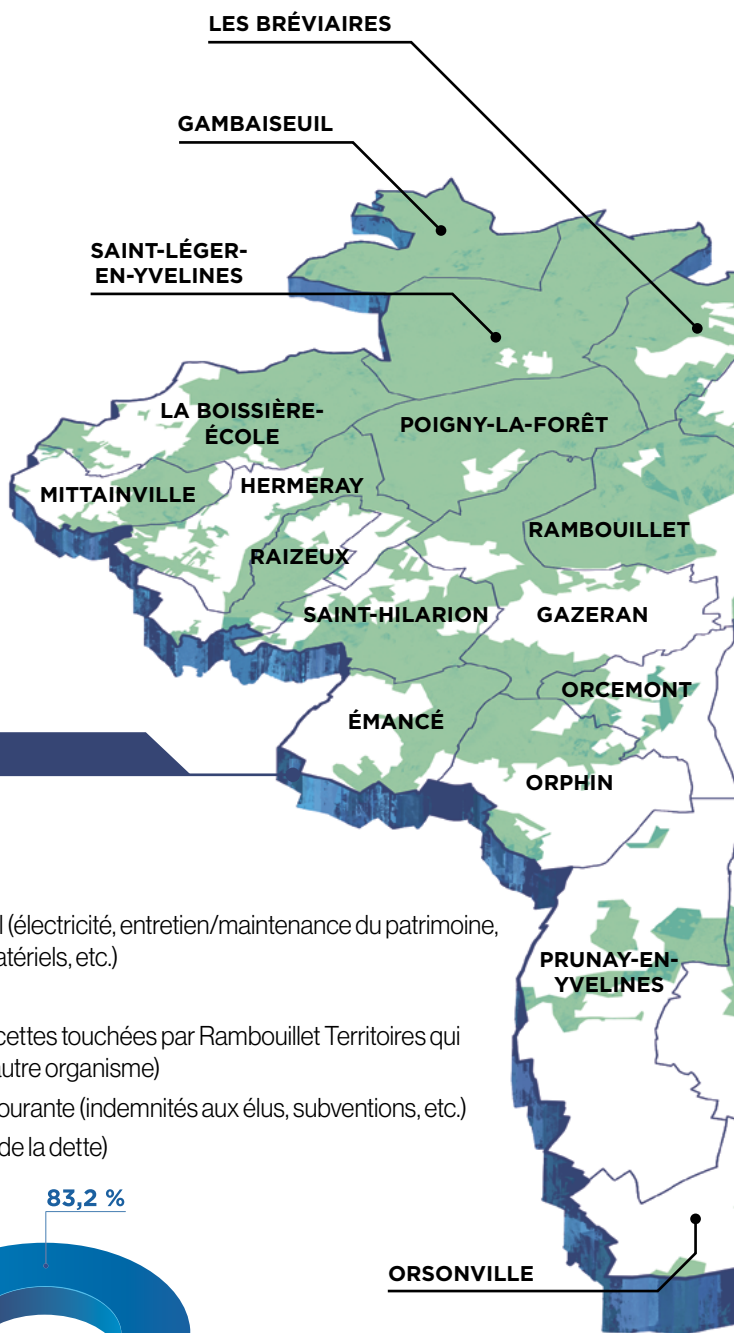 LES BRÉVIAIRES
GAMBAISEUIL
SAINT-LÉGER-
EN-YVELINES
LA BOISSIÈRE-
ÉCOLE
POIGNY-LA-FORÊT
MITTAINVILLE
HERMERAY
RAMBOUILLET
RAIZEUX
SAINT-HILARION
GAZERAN
ORCEMONT
ÉMANCÉ
ORPHIN
l (électricité, entretien/maintenance du patrimoine,
atériels, etc.)
PRUNAY-EN-
YVELINES
cettes touchées par Rambouillet Territoires qui
autre organisme)
ourante (indemnités aux élus, subventions, etc.)
de la dette)
83,2 %
ORSONVILLE